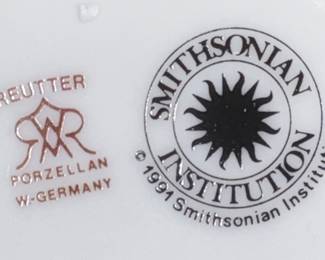 REUTTER
PORZELLAN
W.-GERMANY
SMITHSONIAN
INSTITUTION
© 1991 Smithsonian